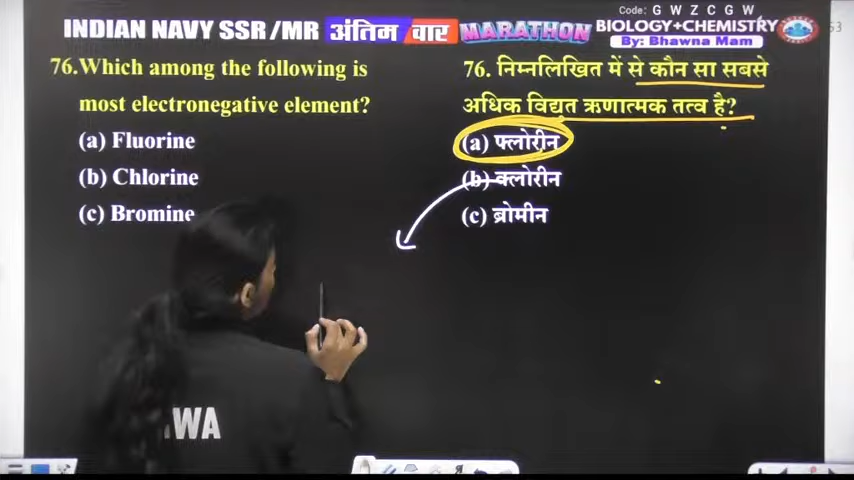 Code: G W Z C G W
INDIAN NAVY SSR/MR अंतिम वार MARATHON BIOLOGY+CHEMISTRY
By: Bhawna Mam
53
76.Which among the following is
most electronegative element?
(a) Fluorine
(b) Chlorine
(c) Bromine
76. निम्नलिखित में से कौन सा सबसे
अधिक विद्युत ऋणात्मक तत्व है?
(a) फ्लोरीन
(b) क्लोरीन
(c) ब्रोमीन
WA